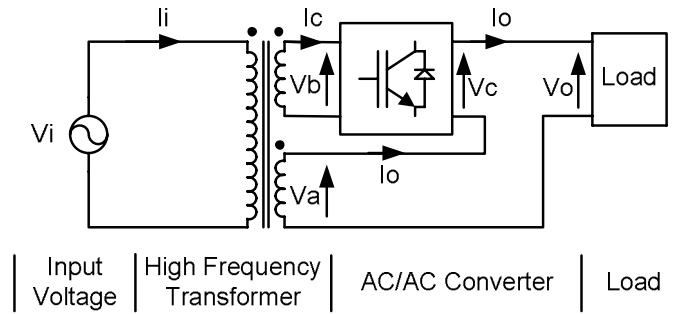 Ii
Ic
Io
Vi
Vb
Vc
Vo
Load
Io
Va
Input Voltage
High Frequency Transformer
AC/AC Converter
Load